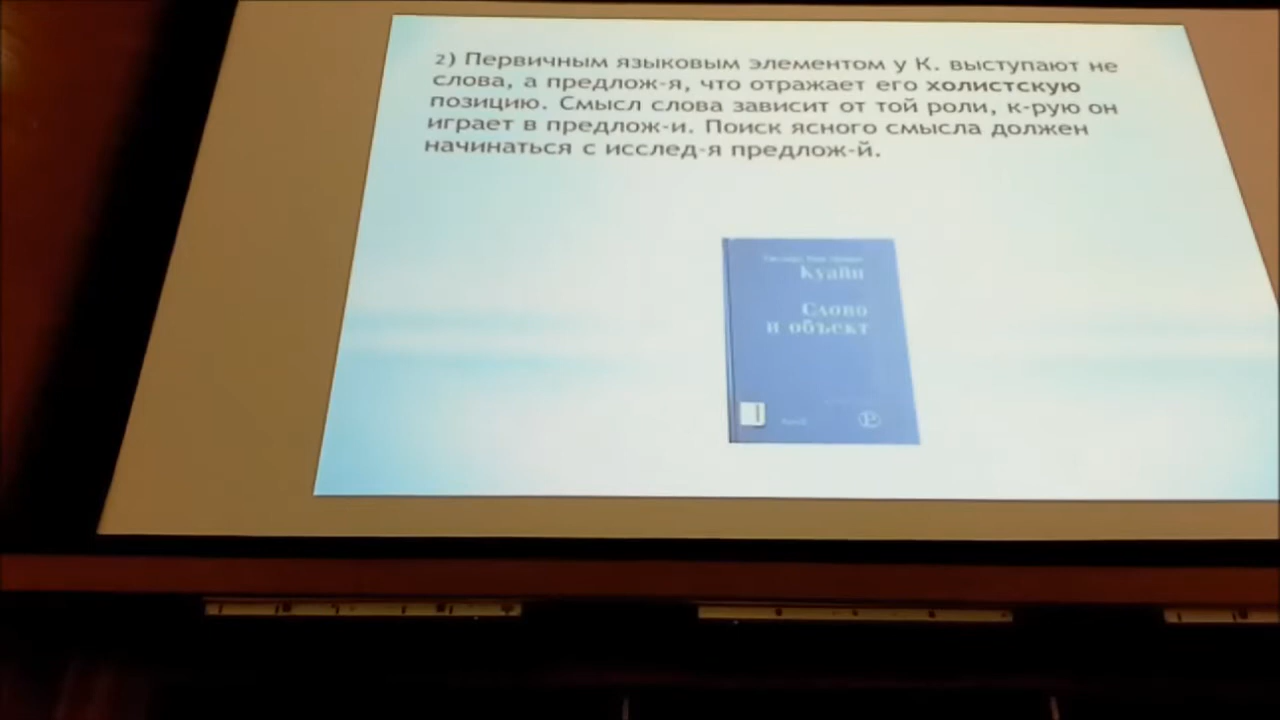 2) Первичным языковым элементом у К. выступают не
слова, а предлож-я, что отражает его холистскую
позицию. Смысл слова зависит от той роли, к-рую он
играет в предлож-и. Поиск ясного смысла должен
начинаться с исслед-я предлож-й.
Куайн
Слово
и объект